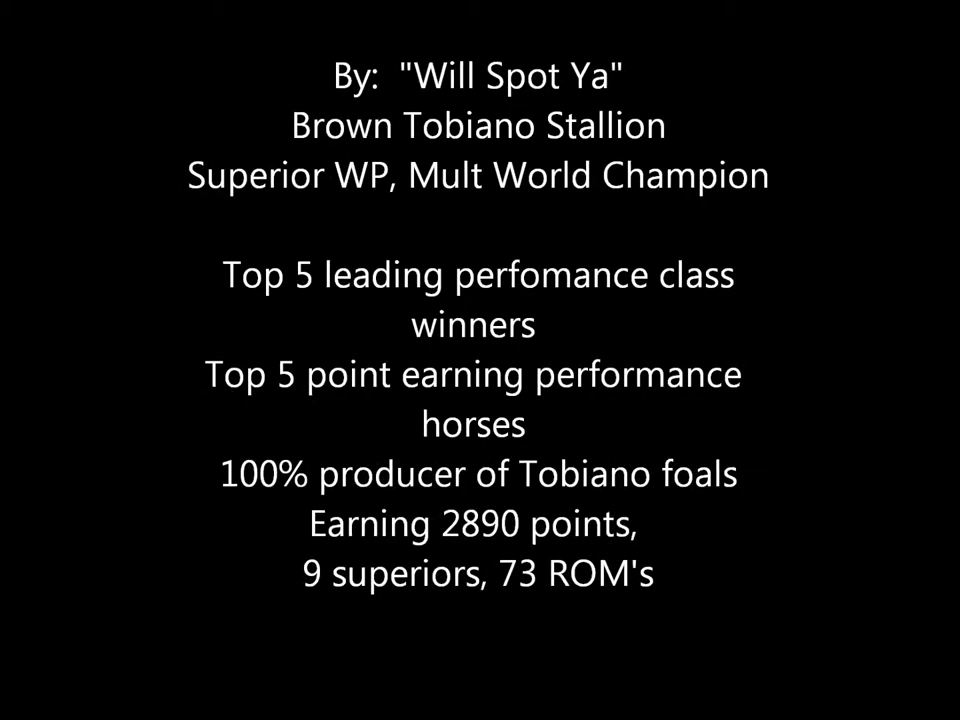 By:  "Will Spot Ya"
Brown Tobiano Stallion
Superior WP, Mult World Champion
Top 5 leading perfomance class
winners
Top 5 point earning performance
horses
100% producer of Tobiano foals
Earning 2890 points,
9 superiors, 73 ROM's